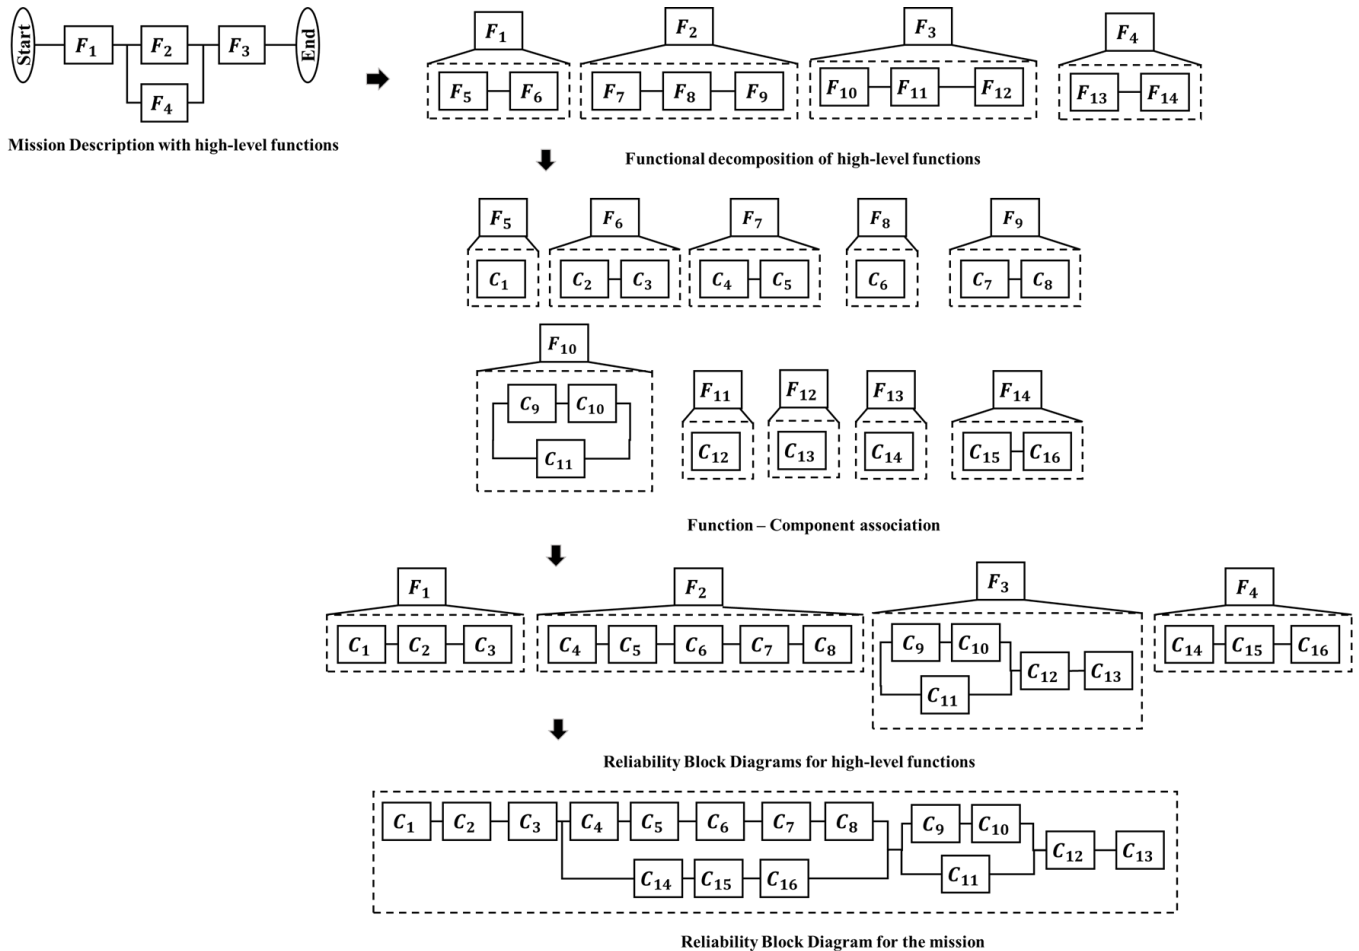 Start F₁ F₂ F₃ End
F₄
Mission Description with high-level functions
F₁ F₂ F₃ F₄
F₅ F₆ F₇ F₈ F₉ F₁₀ F₁₁ F₁₂ F₁₃ F₁₄
Functional decomposition of high-level functions
F₅ F₆ F₇ F₈ F₉
C₁ C₂ C₃ C₄ C₅ C₆ C₇ C₈
F₁₀
C₉ C₁₀
C₁₁
F₁₁ F₁₂ F₁₃ F₁₄
C₁₂ C₁₃ C₁₄ C₁₅ C₁₆
Function – Component association
F₁ F₂ F₃ F₄
C₁ C₂ C₃ C₄ C₅ C₆ C₇ C₈ C₉ C₁₀ C₁₄ C₁₅ C₁₆
C₁₂ C₁₃
C₁₁
Reliability Block Diagrams for high-level functions
C₁ C₂ C₃ C₄ C₅ C₆ C₇ C₈ C₉ C₁₀
C₁₂ C₁₃
C₁₄ C₁₅ C₁₆ C₁₁
Reliability Block Diagram for the mission